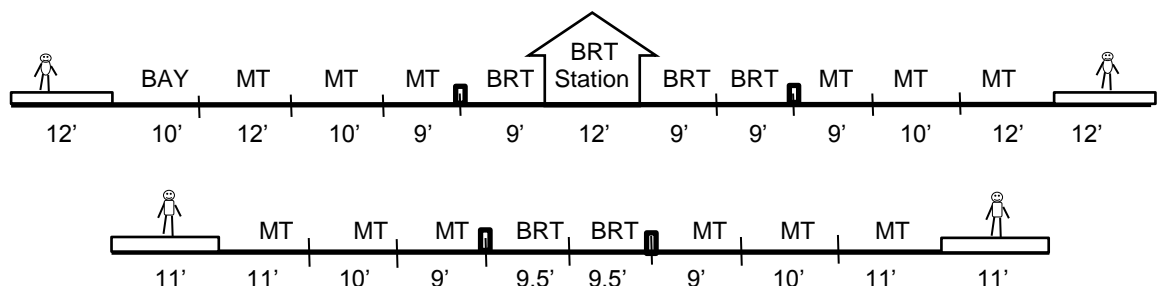 BRT
Station
BAY MT MT MT BRT BRT BRT MT MT MT
12’ 10’ 12’ 10’ 9’ 9’ 12’ 9’ 9’ 9’ 10’ 12’ 12’
MT MT MT BRT BRT MT MT MT
11’ 11’ 10’ 9’ 9.5’ 9.5’ 9’ 10’ 11’ 11’